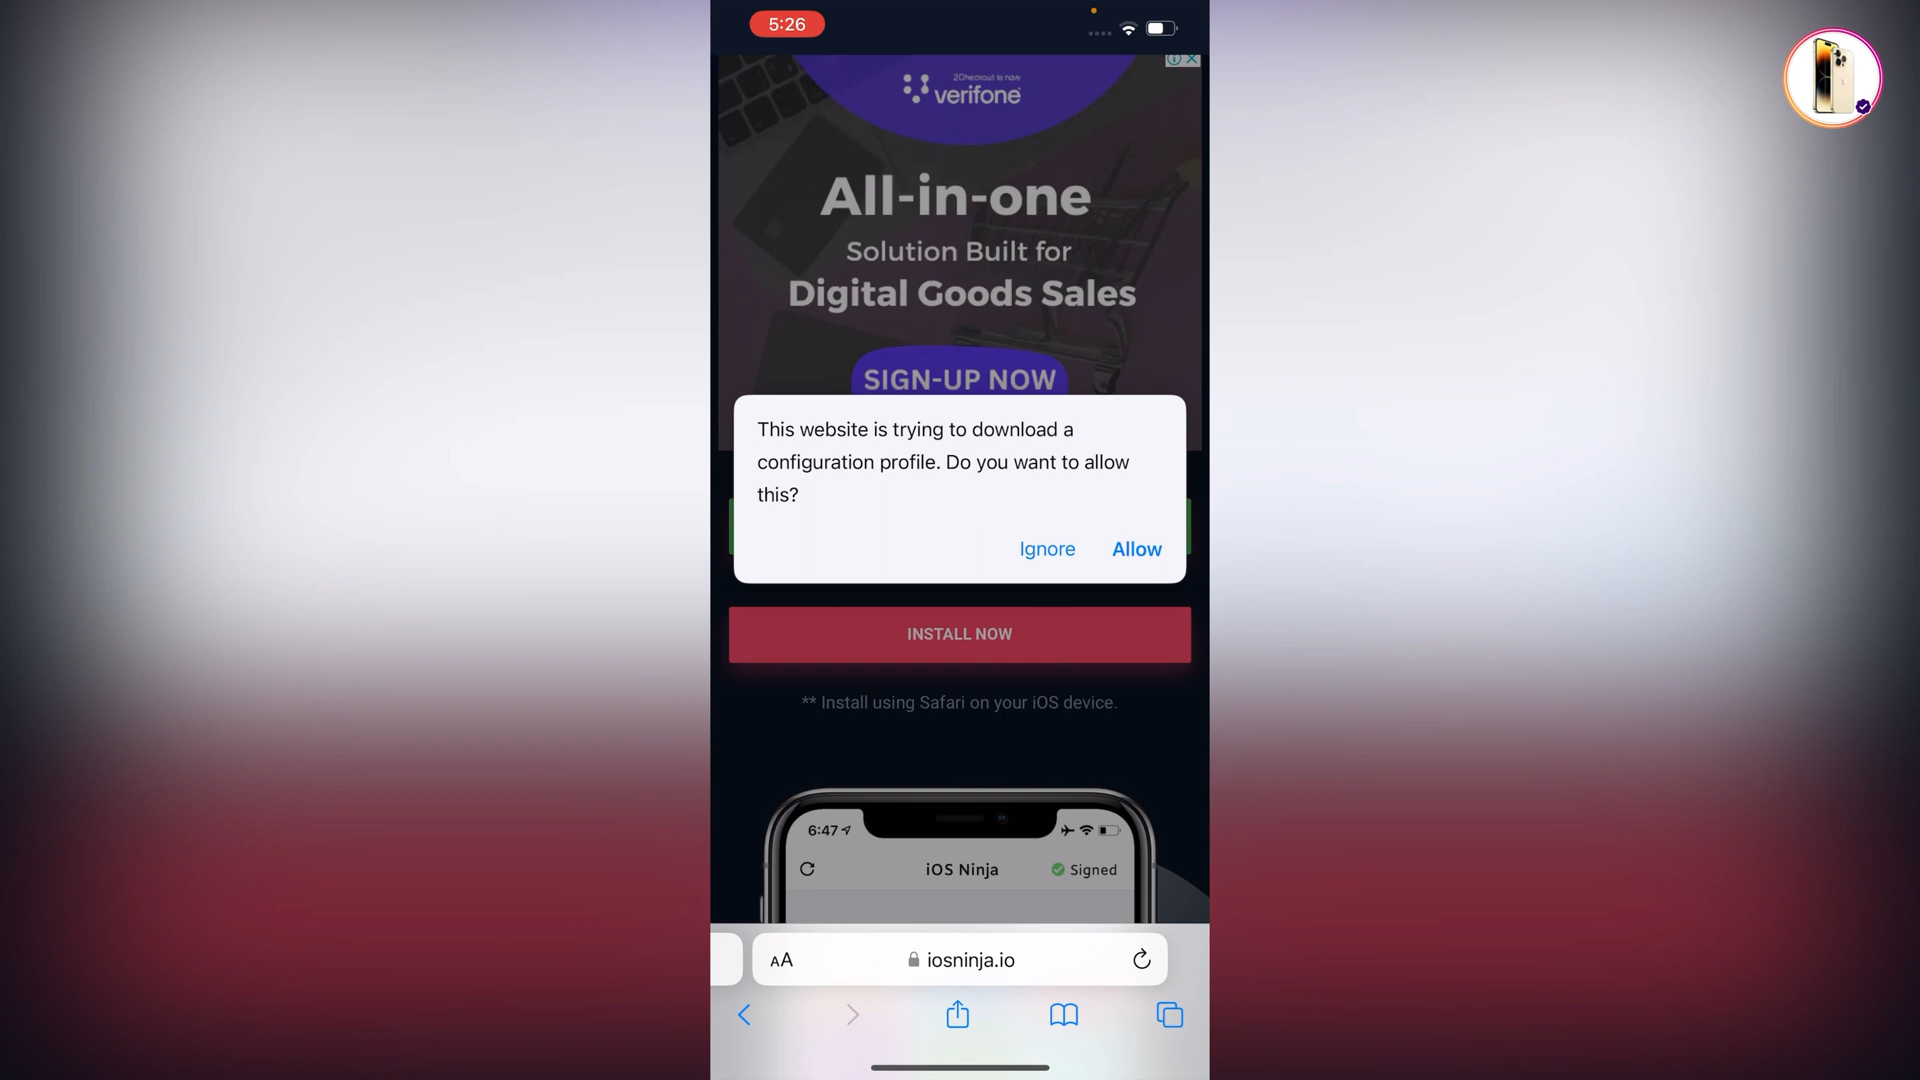 5:26
2Checkout is now
verifone
All-in-one
Solution Built for
Digital Goods Sales
SIGN-UP NOW
This website is trying to download a
configuration profile. Do you want to allow
this?
Ignore
Allow
INSTALL NOW
** Install using Safari on your iOS device.
6:47
iOS Ninja
Signed
AA
iosninja.io